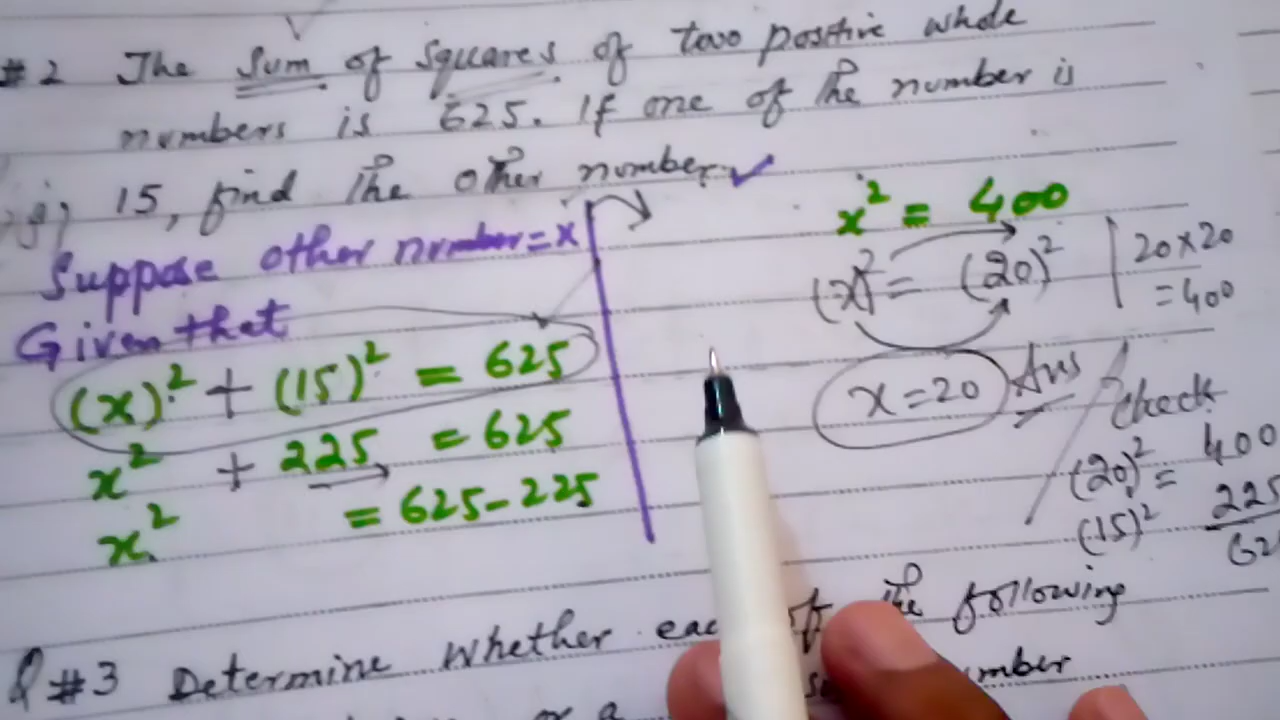 #2 The Sum of Squares of two positive whole
numbers is 625. If one of the number is
15, find the other number.
Suppose other number = x
Given that
(x)² + (15)² = 625
x² + 225 = 625
x² = 625 - 225
x² = 400
(x)² = (20)²
20 × 20
= 400
x = 20 Ans
Check
(20)² = 400
(15)² 225
Q #3 Determine whether of the following